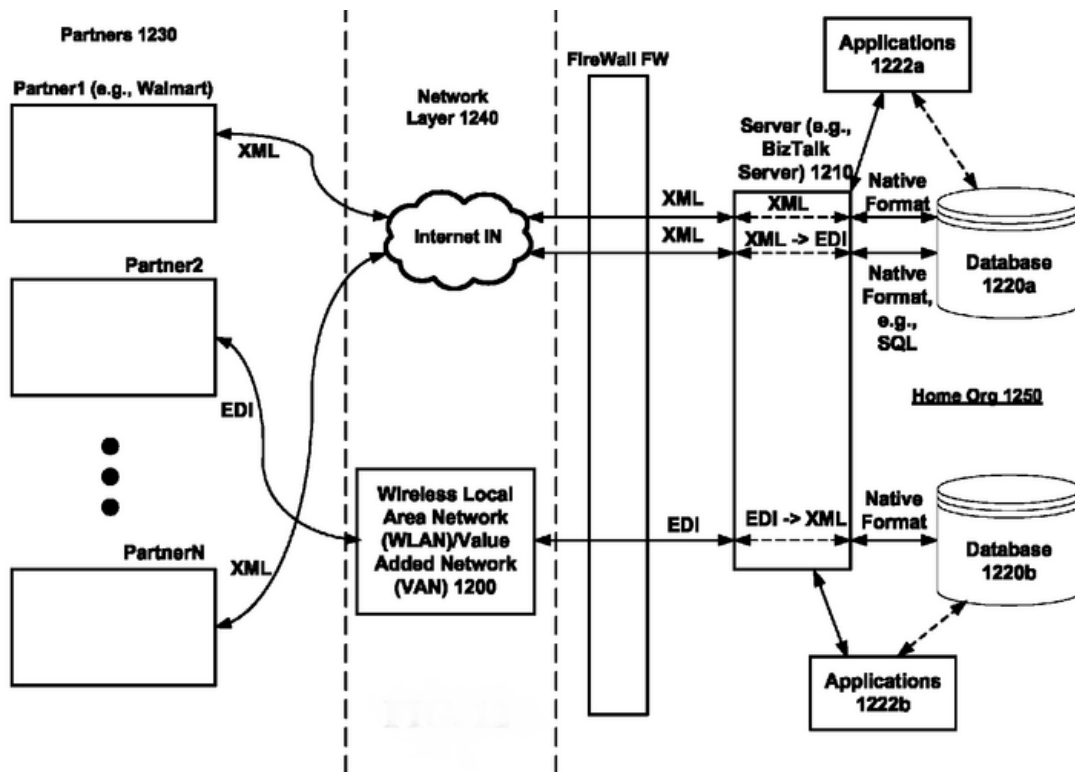 Partners 1230
Partner1 (e.g., Walmart)
XML
Partner2
EDI
PartnerN
XML
Network
Layer 1240
Internet IN
Wireless Local
Area Network
(WLAN)/Value
Added Network
(VAN) 1200
FireWall FW
XML
XML
EDI
Server (e.g.,
BizTalk
Server) 1210
XML
XML -> EDI
EDI -> XML
Applications
1222a
Native
Format
Native
Format,
e.g.,
SQL
Database
1220a
Home Org 1250
Native
Format
Database
1220b
Applications
1222b